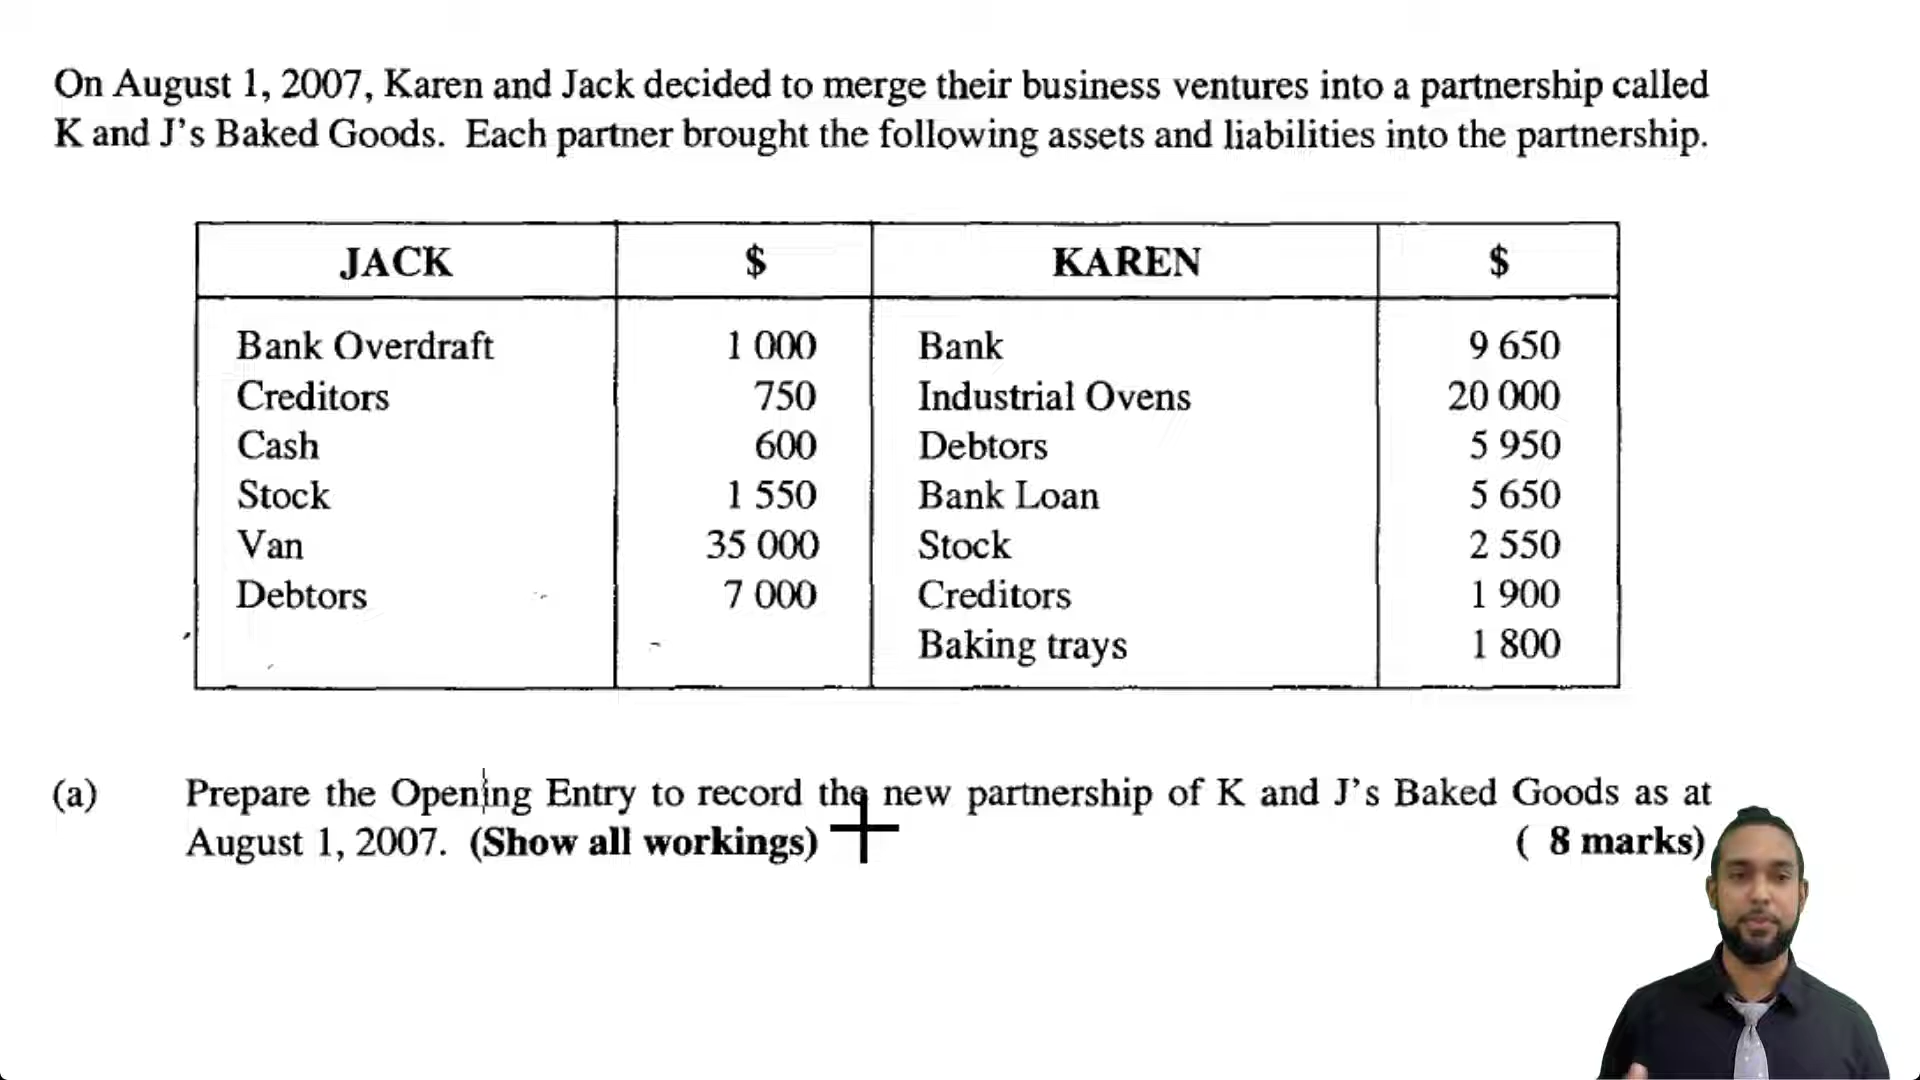 On August 1, 2007, Karen and Jack decided to merge their business ventures into a partnership called
K and J's Baked Goods. Each partner brought the following assets and liabilities into the partnership.
JACK $ KAREN $
Bank Overdraft 1 000 Bank 9 650
Creditors 750 Industrial Ovens 20 000
Cash 600 Debtors 5 950
Stock 1 550 Bank Loan 5 650
Van 35 000 Stock 2 550
Debtors 7 000 Creditors 1 900
Baking trays 1 800
(a) Prepare the Opening Entry to record the new partnership of K and J's Baked Goods as at
August 1, 2007. (Show all workings) ( 8 marks)